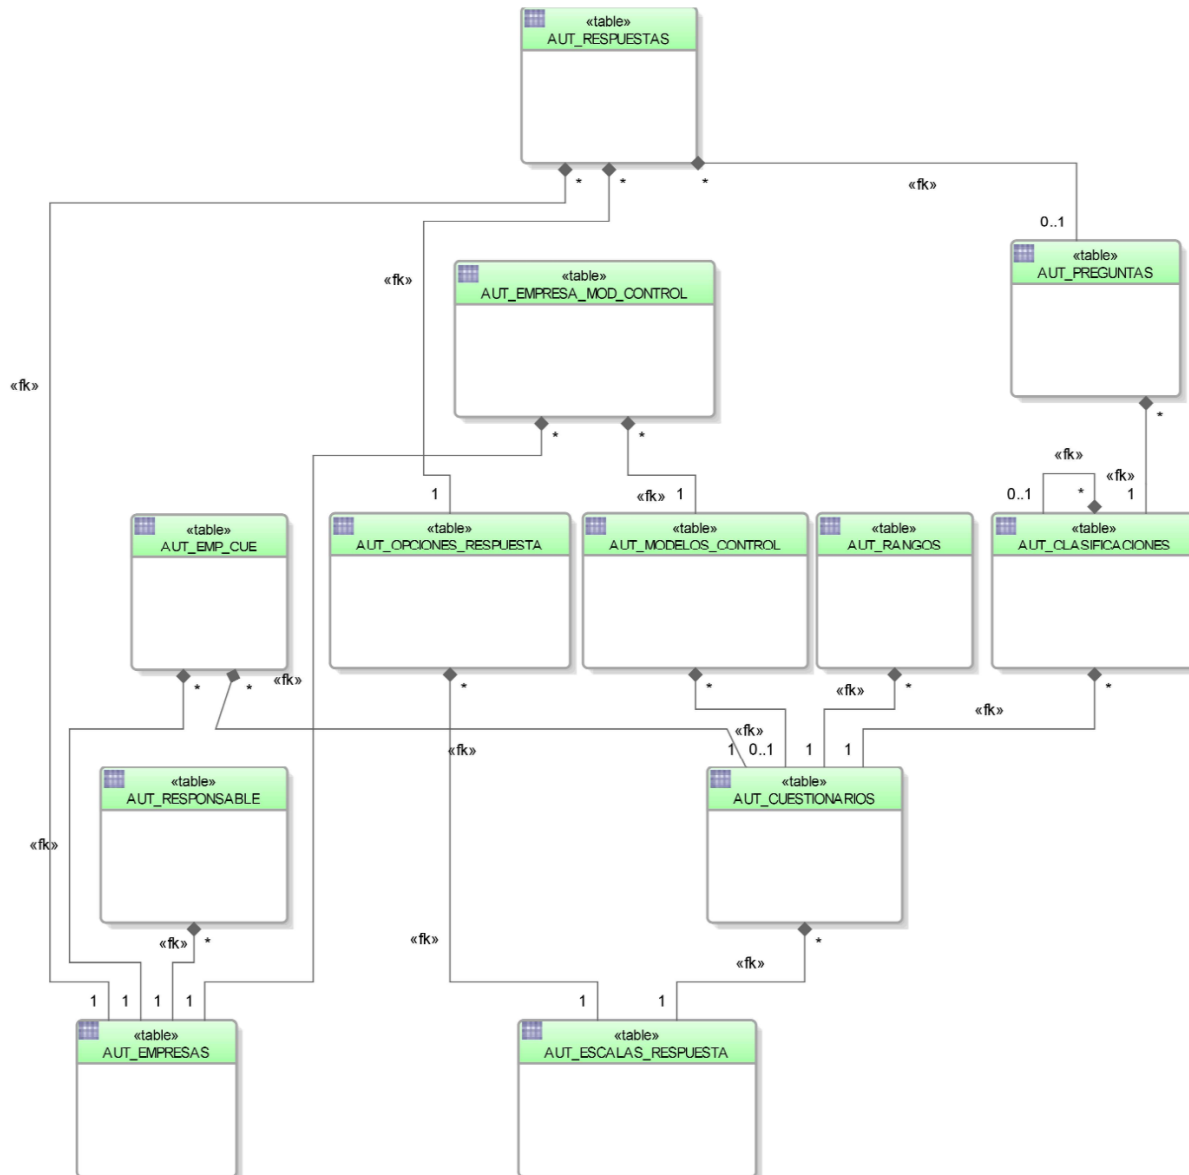 «table»
AUT_RESPUESTAS
* * *
«fk»
0..1
«fk»
«table»
AUT_PREGUNTAS
«table»
AUT_EMPRESA_MOD_CONTROL
«fk»
* * *
«fk»
«fk»
0..1 * 1
1 «fk» 1
«table»
AUT_EMP_CUE
«table»
AUT_OPCIONES_RESPUESTA
«table»
AUT_MODELOS_CONTROL
«table»
AUT_RANGOS
«table»
AUT_CLASIFICACIONES
* * «fk» * * «fk» * *
«fk»
«fk» «fk»
1 0..1 1 1
«table»
AUT_RESPONSABLE
«table»
AUT_CUESTIONARIOS
«fk»
«fk» * «fk» *
«fk»
1 1 1 1 1 1
«table»
AUT_EMPRESAS
«table»
AUT_ESCALAS_RESPUESTA